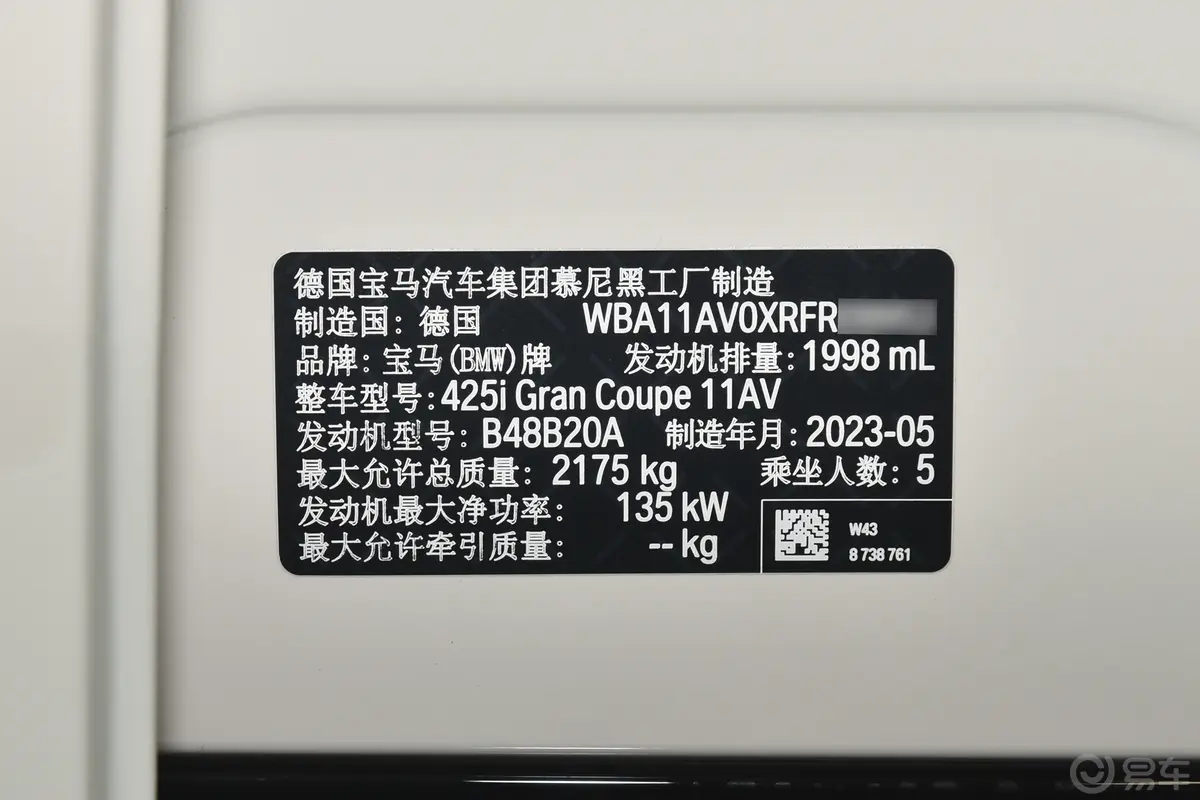 德国宝马汽车集团慕尼黑工厂制造
制造国：德国 WBA11AV0XRFR
品牌：宝马(BMW)牌 发动机排量：1998 mL
整车型号：425i Gran Coupe 11AV
发动机型号：B48B20A 制造年月：2023-05
最大允许总质量：2175 kg 乘坐人数：5
发动机最大净功率：135 kW
最大允许牵引质量：-- kg
W43
8 738 761
易车